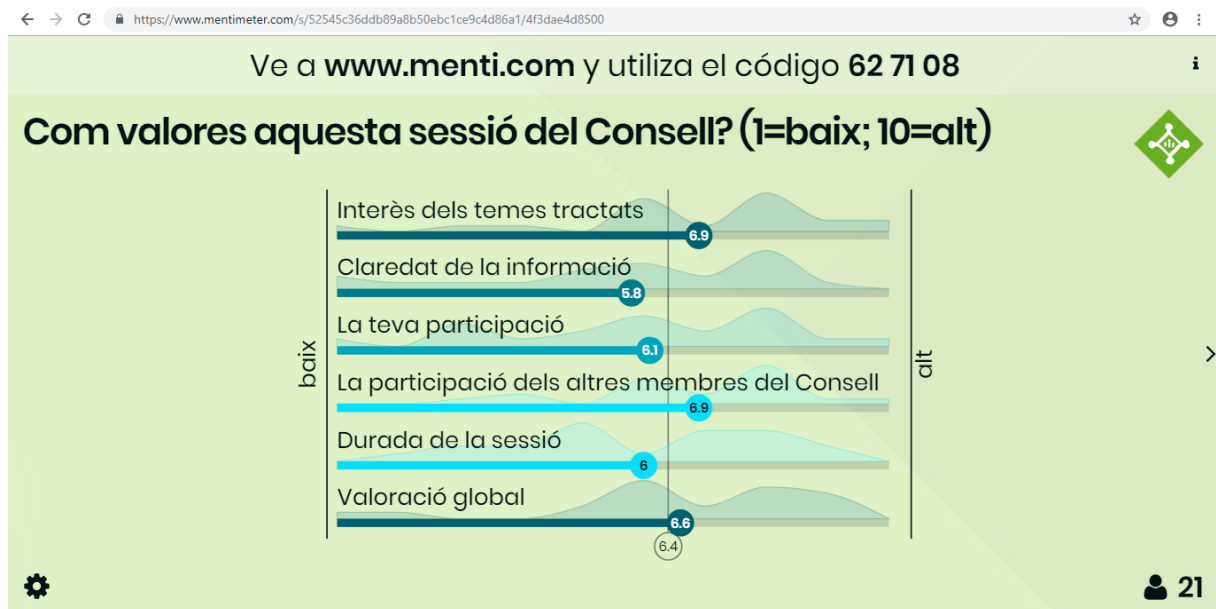 https://www.mentimeter.com/s/52545c36ddb89a8b50ebc1ce9c4d86a1/4f3dae4d8500
Ve a www.menti.com y utiliza el código 62 71 08
i
Com valores aquesta sessió del Consell? (1=baix; 10=alt)
baix
alt
Interès dels temes tractats
6.9
Claredat de la informació
5.8
La teva participació
6.1
La participació dels altres membres del Consell
6.9
Durada de la sessió
6
Valoració global
6.6
6.4
21